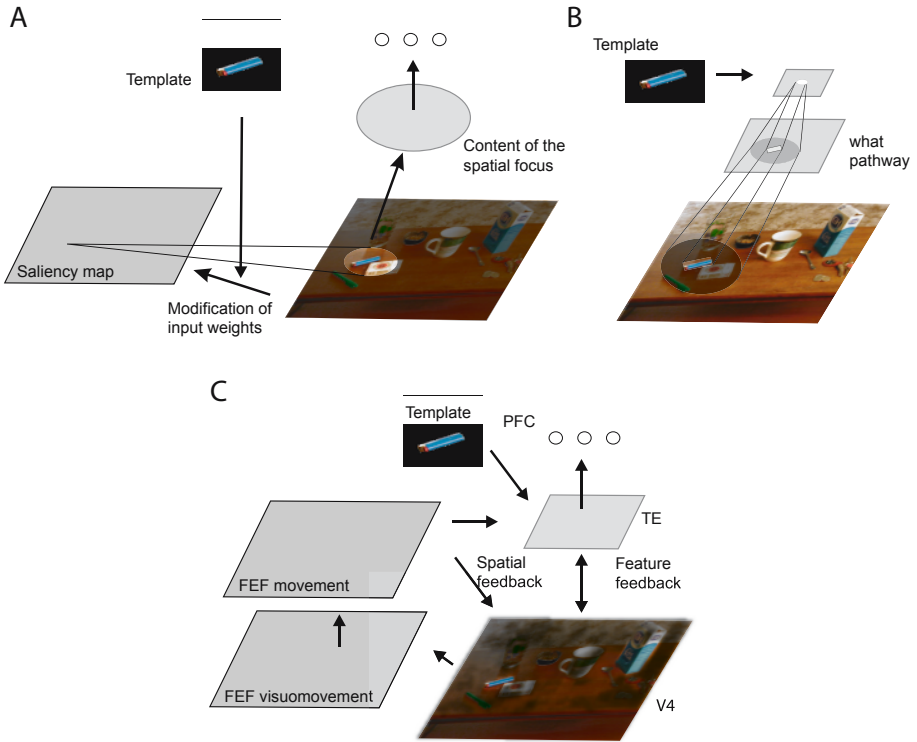 A
Template
Content of the
spatial focus
Saliency map
Modification of
input weights
B
Template
what
pathway
C
Template
PFC
TE
Spatial
feedback
Feature
feedback
FEF movement
FEF visuomovement
V4